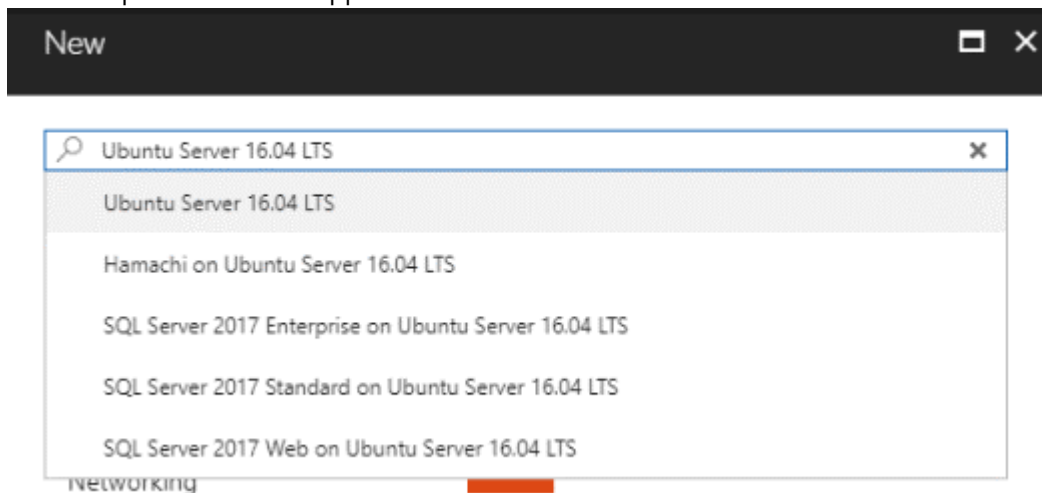 New
Ubuntu Server 16.04 LTS
Ubuntu Server 16.04 LTS
Hamachi on Ubuntu Server 16.04 LTS
SQL Server 2017 Enterprise on Ubuntu Server 16.04 LTS
SQL Server 2017 Standard on Ubuntu Server 16.04 LTS
SQL Server 2017 Web on Ubuntu Server 16.04 LTS
Networking